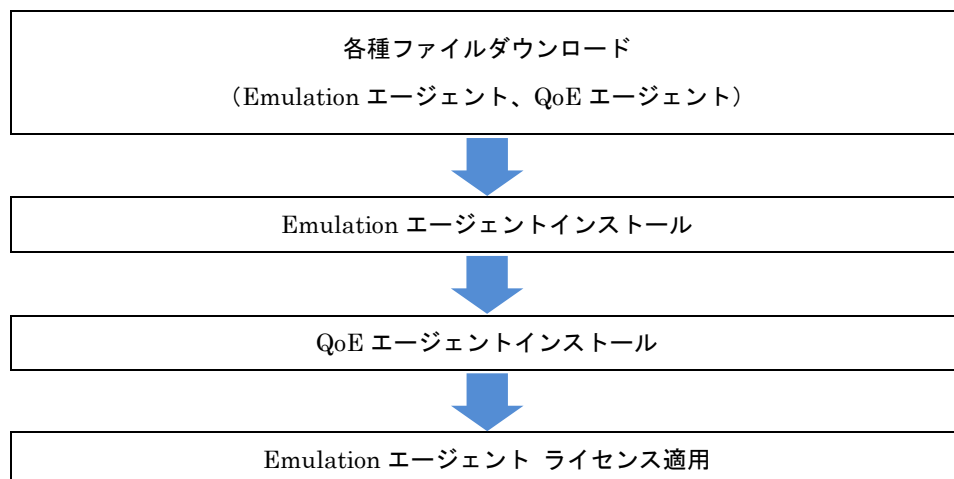 各種ファイルダウンロード
（Emulation エージェント、QoE エージェント）
Emulation エージェントインストール
QoE エージェントインストール
Emulation エージェント ライセンス適用